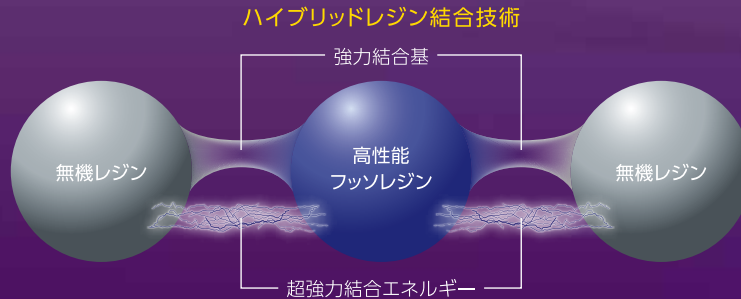 ハイブリッドレジン結合技術
強力結合基
無機レジン
高性能
フッソレジン
無機レジン
超強力結合エネルギー